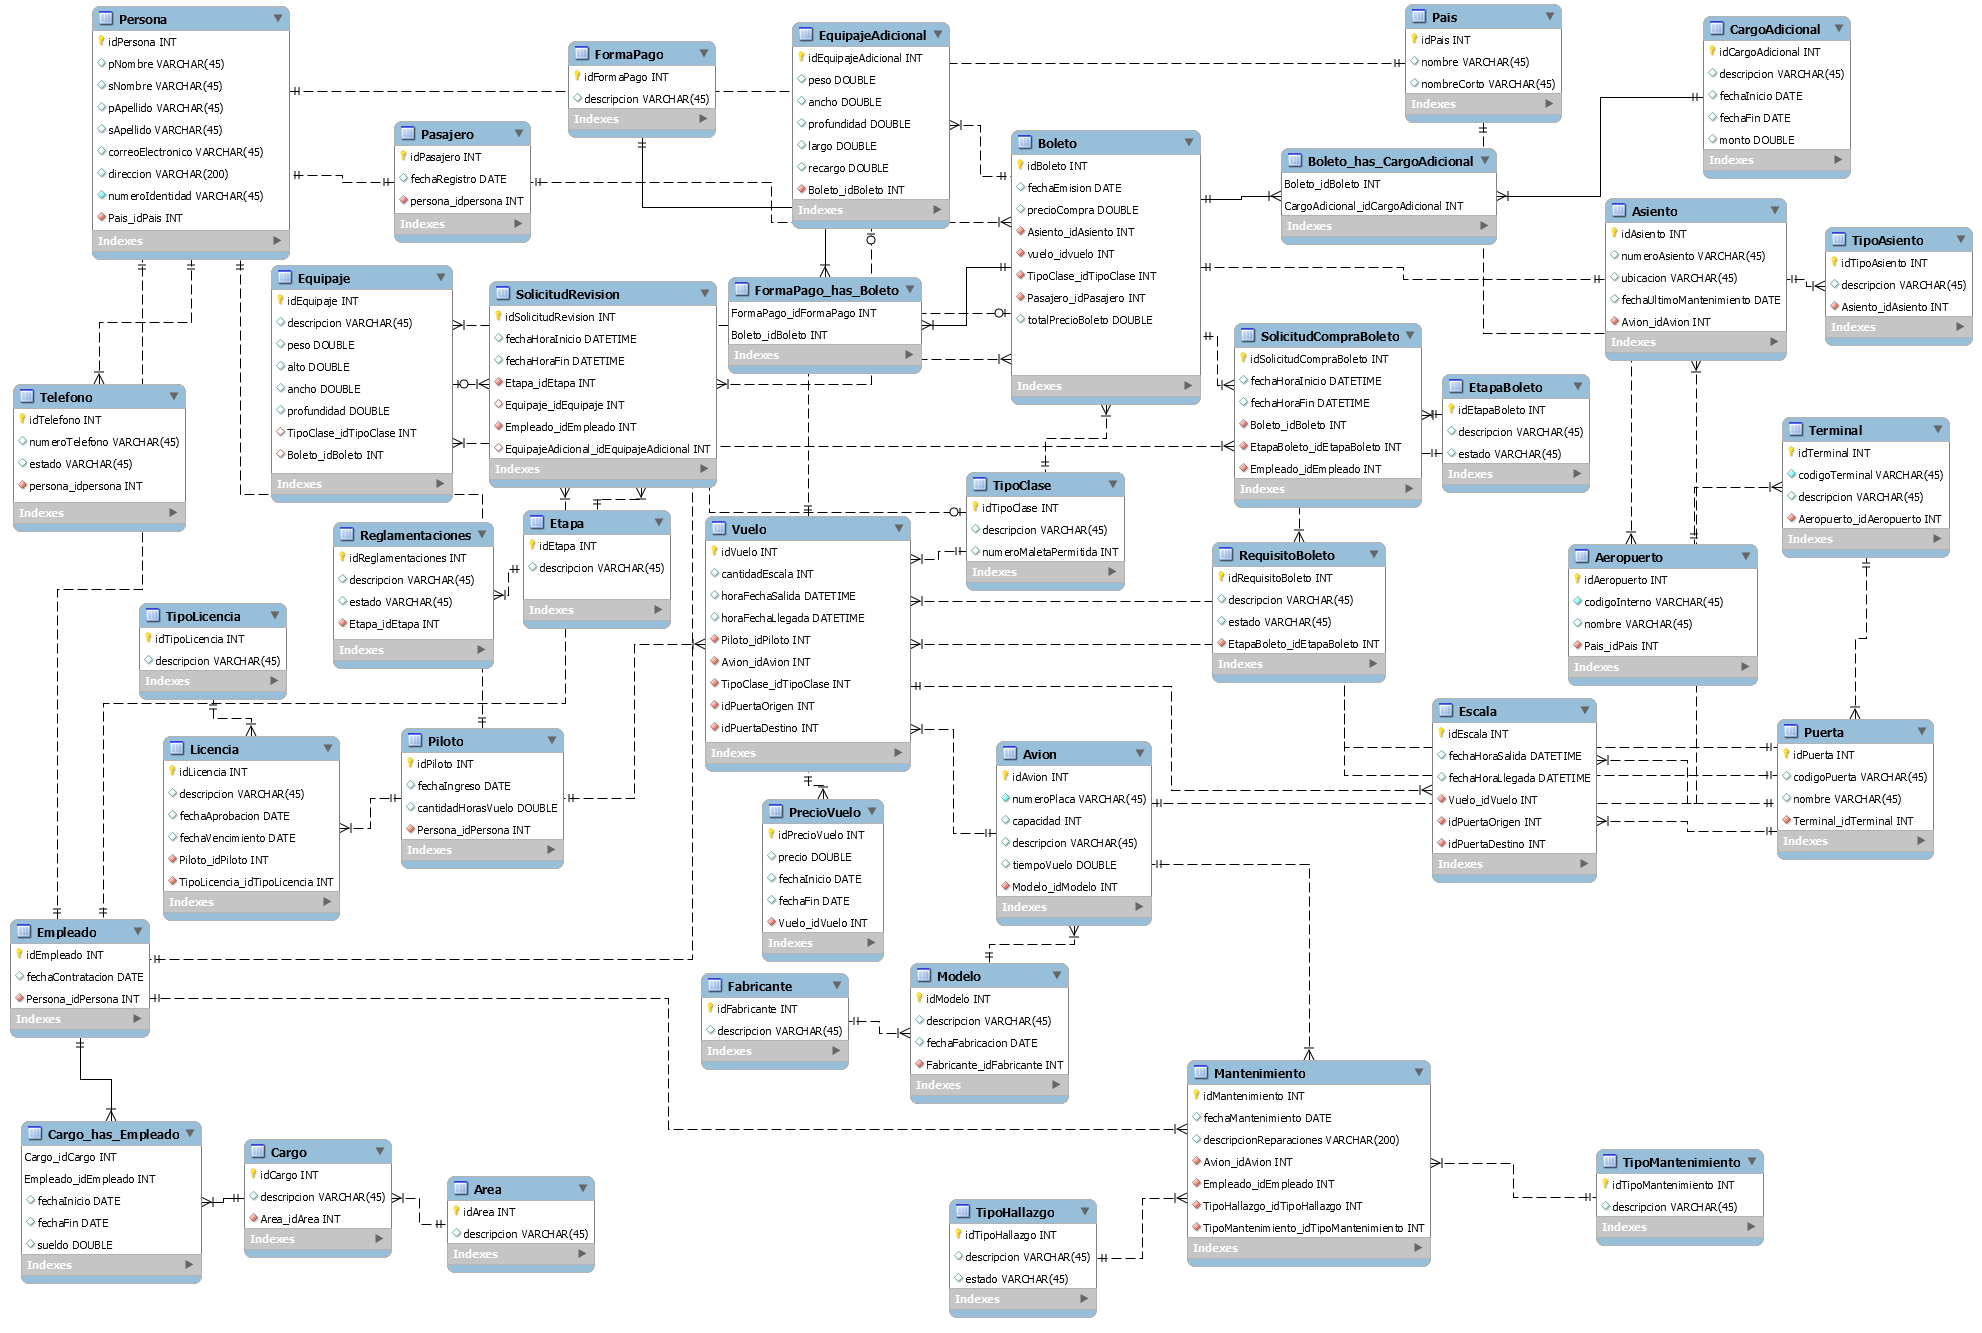 Persona
idPersona INT
pNombre VARCHAR(45)
sNombre VARCHAR(45)
pApellido VARCHAR(45)
sApellido VARCHAR(45)
correoElectronico VARCHAR(45)
direccion VARCHAR(200)
numeroIdentidad VARCHAR(45)
Pais_idPais INT
Indexes
FormaPago
idFormaPago INT
descripcion VARCHAR(45)
Indexes
Pasajero
idPasajero INT
fechaRegistro DATE
persona_idpersona INT
Indexes
EquipajeAdicional
idEquipajeAdicional INT
peso DOUBLE
ancho DOUBLE
profundidad DOUBLE
largo DOUBLE
recargo DOUBLE
Boleto_idBoleto INT
Indexes
Pais
idPais INT
nombre VARCHAR(45)
nombreCorto VARCHAR(45)
Indexes
CargoAdicional
idCargoAdicional INT
descripcion VARCHAR(45)
fechaInicio DATE
fechaFin DATE
monto DOUBLE
Indexes
Boleto
idBoleto INT
fechaEmision DATE
precioCompra DOUBLE
Asiento_idAsiento INT
vuelo_idvuelo INT
TipoClase_idTipoClase INT
Pasajero_idPasajero INT
totalPrecioBoleto DOUBLE
Indexes
Boleto_has_CargoAdicional
Boleto_idBoleto INT
CargoAdicional_idCargoAdicional INT
Indexes
Asiento
idAsiento INT
numeroAsiento VARCHAR(45)
ubicacion VARCHAR(45)
fechaUltimoMantenimiento DATE
Avion_idAvion INT
Indexes
TipoAsiento
idTipoAsiento INT
descripcion VARCHAR(45)
Asiento_idAsiento INT
Indexes
Equipaje
idEquipaje INT
descripcion VARCHAR(45)
peso DOUBLE
alto DOUBLE
ancho DOUBLE
profundidad DOUBLE
TipoClase_idTipoClase INT
Boleto_idBoleto INT
Indexes
SolicitudRevision
idSolicitudRevision INT
fechaHoraInicio DATETIME
fechaHoraFin DATETIME
Etapa_idEtapa INT
Equipaje_idEquipaje INT
Empleado_idEmpleado INT
EquipajeAdicional_idEquipajeAdicional INT
Indexes
FormaPago_has_Boleto
FormaPago_idFormaPago INT
Boleto_idBoleto INT
Indexes
SolicitudCompraBoleto
idSolicitudCompraBoleto INT
fechaHoraInicio DATETIME
fechaHoraFin DATETIME
Boleto_idBoleto INT
EtapaBoleto_idEtapaBoleto INT
Empleado_idEmpleado INT
Indexes
EtapaBoleto
idEtapaBoleto INT
descripcion VARCHAR(45)
estado VARCHAR(45)
Indexes
Telefono
idTelefono INT
numeroTelefono VARCHAR(45)
estado VARCHAR(45)
persona_idpersona INT
Indexes
Terminal
idTerminal INT
codigoTerminal VARCHAR(45)
descripcion VARCHAR(45)
Aeropuerto_idAeropuerto INT
Indexes
TipoClase
idTipoClase INT
descripcion VARCHAR(45)
numeroMaletaPermitida INT
Indexes
Reglamentaciones
idReglamentaciones INT
descripcion VARCHAR(45)
estado VARCHAR(45)
Etapa_idEtapa INT
Indexes
Etapa
idEtapa INT
descripcion VARCHAR(45)
Indexes
Vuelo
idVuelo INT
cantidadEscala INT
horaFechaSalida DATETIME
horaFechaLlegada DATETIME
Piloto_idPiloto INT
Avion_idAvion INT
TipoClase_idTipoClase INT
idPuertaOrigen INT
idPuertaDestino INT
Indexes
RequisitoBoleto
idRequisitoBoleto INT
descripcion VARCHAR(45)
estado VARCHAR(45)
EtapaBoleto_idEtapaBoleto INT
Indexes
Aeropuerto
idAeropuerto INT
codigoInterno VARCHAR(45)
nombre VARCHAR(45)
Pais_idPais INT
Indexes
TipoLicencia
idTipoLicencia INT
descripcion VARCHAR(45)
Indexes
Licencia
idLicencia INT
descripcion VARCHAR(45)
fechaAprobacion DATE
fechaVencimiento DATE
Piloto_idPiloto INT
TipoLicencia_idTipoLicencia INT
Indexes
Piloto
idPiloto INT
fechaIngreso DATE
cantidadHorasVuelo DOUBLE
Persona_idPersona INT
Indexes
Escala
idEscala INT
fechaHoraSalida DATETIME
fechaHoraLlegada DATETIME
Vuelo_idVuelo INT
idPuertaOrigen INT
idPuertaDestino INT
Indexes
Puerta
idPuerta INT
codigoPuerta VARCHAR(45)
nombre VARCHAR(45)
Terminal_idTerminal INT
Indexes
PrecioVuelo
idPrecioVuelo INT
precio DOUBLE
fechaInicio DATE
fechaFin DATE
Vuelo_idVuelo INT
Indexes
Avion
idAvion INT
numeroPlaca VARCHAR(45)
capacidad INT
descripcion VARCHAR(45)
tiempoVuelo DOUBLE
Modelo_idModelo INT
Indexes
Empleado
idEmpleado INT
fechaContratacion DATE
Persona_idPersona INT
Indexes
Fabricante
idFabricante INT
descripcion VARCHAR(45)
Indexes
Modelo
idModelo INT
descripcion VARCHAR(45)
fechaFabricacion DATE
Fabricante_idFabricante INT
Indexes
Mantenimiento
idMantenimiento INT
fechaMantenimiento DATE
descripcionReparaciones VARCHAR(200)
Avion_idAvion INT
Empleado_idEmpleado INT
TipoHallazgo_idTipoHallazgo INT
TipoMantenimiento_idTipoMantenimiento INT
Indexes
Cargo_has_Empleado
Cargo_idCargo INT
Empleado_idEmpleado INT
fechaInicio DATE
fechaFin DATE
sueldo DOUBLE
Indexes
Cargo
idCargo INT
descripcion VARCHAR(45)
Area_idArea INT
Indexes
Area
idArea INT
descripcion VARCHAR(45)
Indexes
TipoHallazgo
idTipoHallazgo INT
descripcion VARCHAR(45)
estado VARCHAR(45)
Indexes
TipoMantenimiento
idTipoMantenimiento INT
descripcion VARCHAR(45)
Indexes